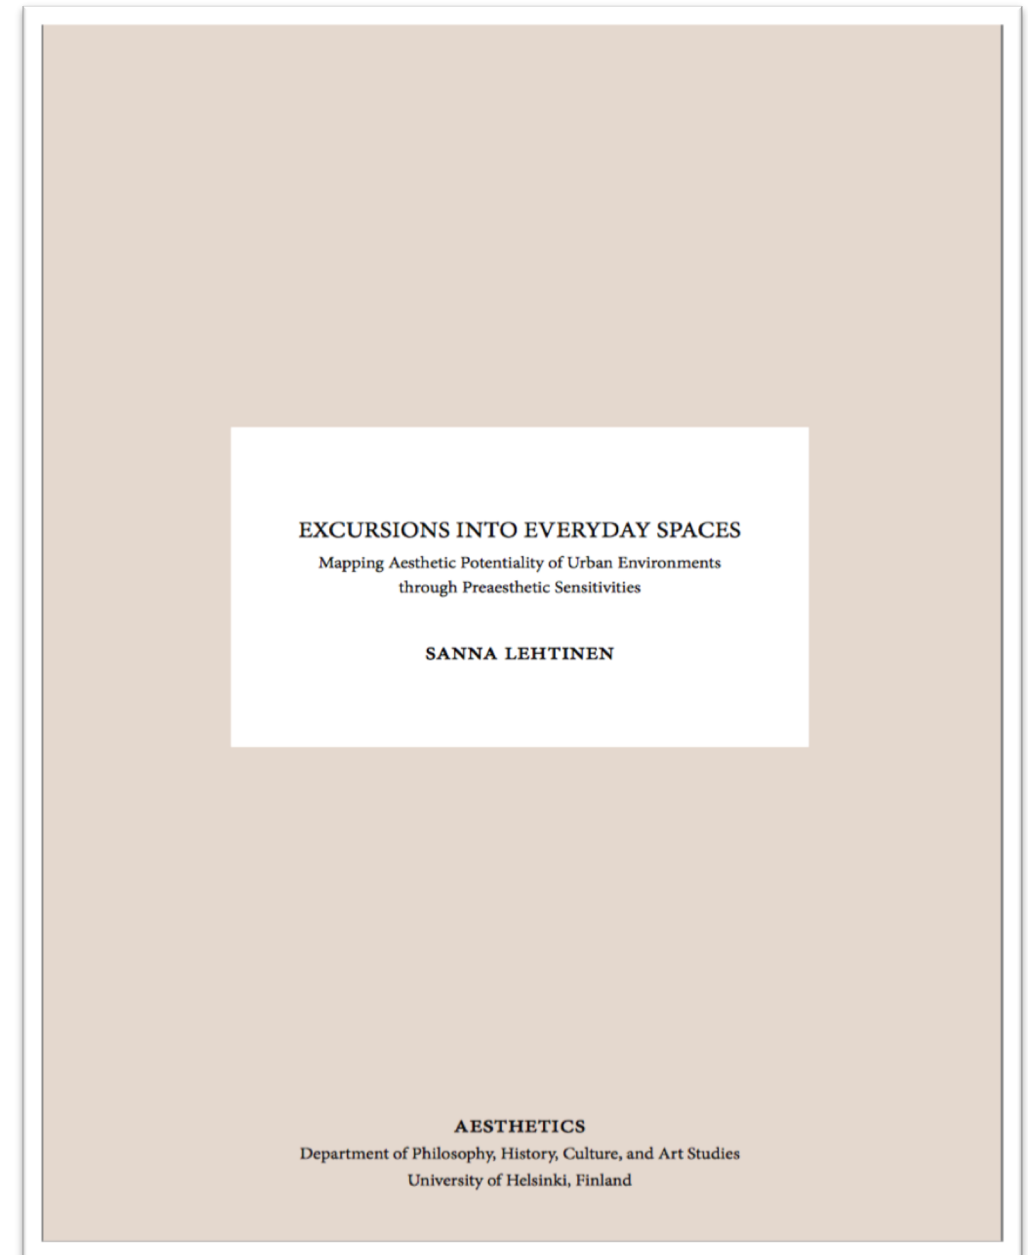 EXCURSIONS INTO EVERYDAY SPACES
Mapping Aesthetic Potentiality of Urban Environments
through Preaesthetic Sensitivities
SANNA LEHTINEN
AESTHETICS
Department of Philosophy, History, Culture, and Art Studies
University of Helsinki, Finland